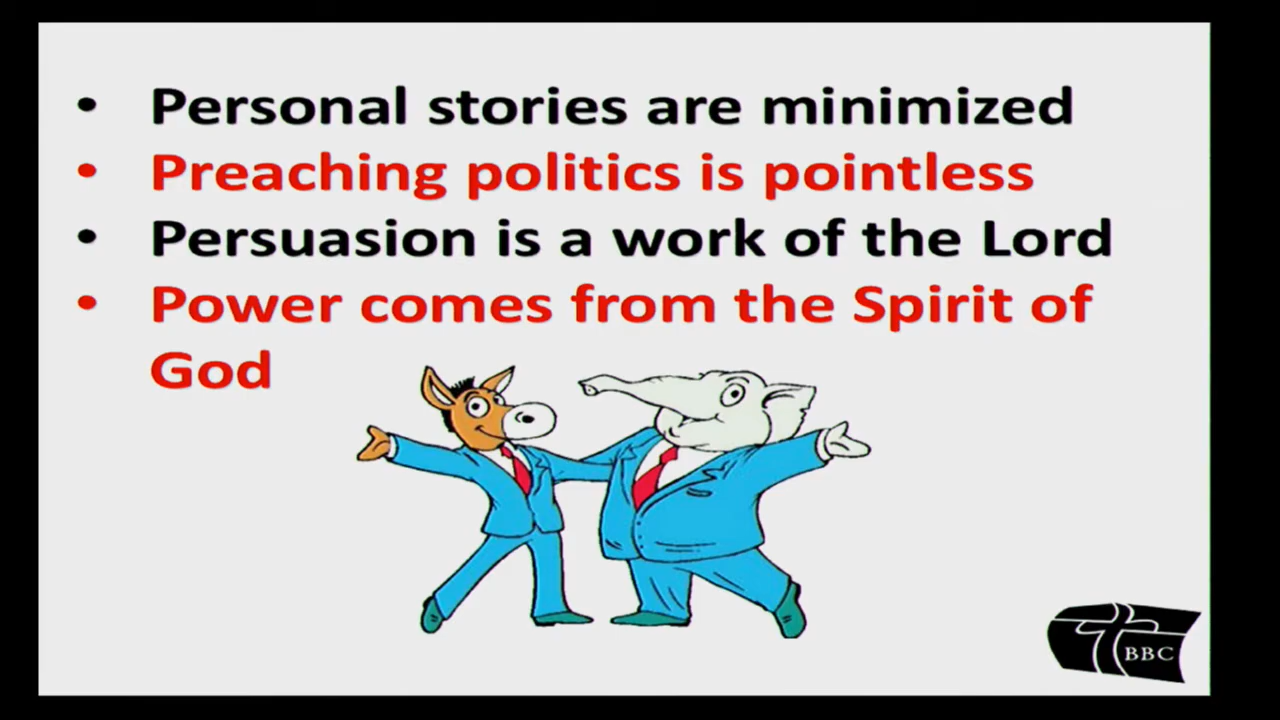 • Personal stories are minimized
• Preaching politics is pointless
• Persuasion is a work of the Lord
• Power comes from the Spirit of
God
BBC